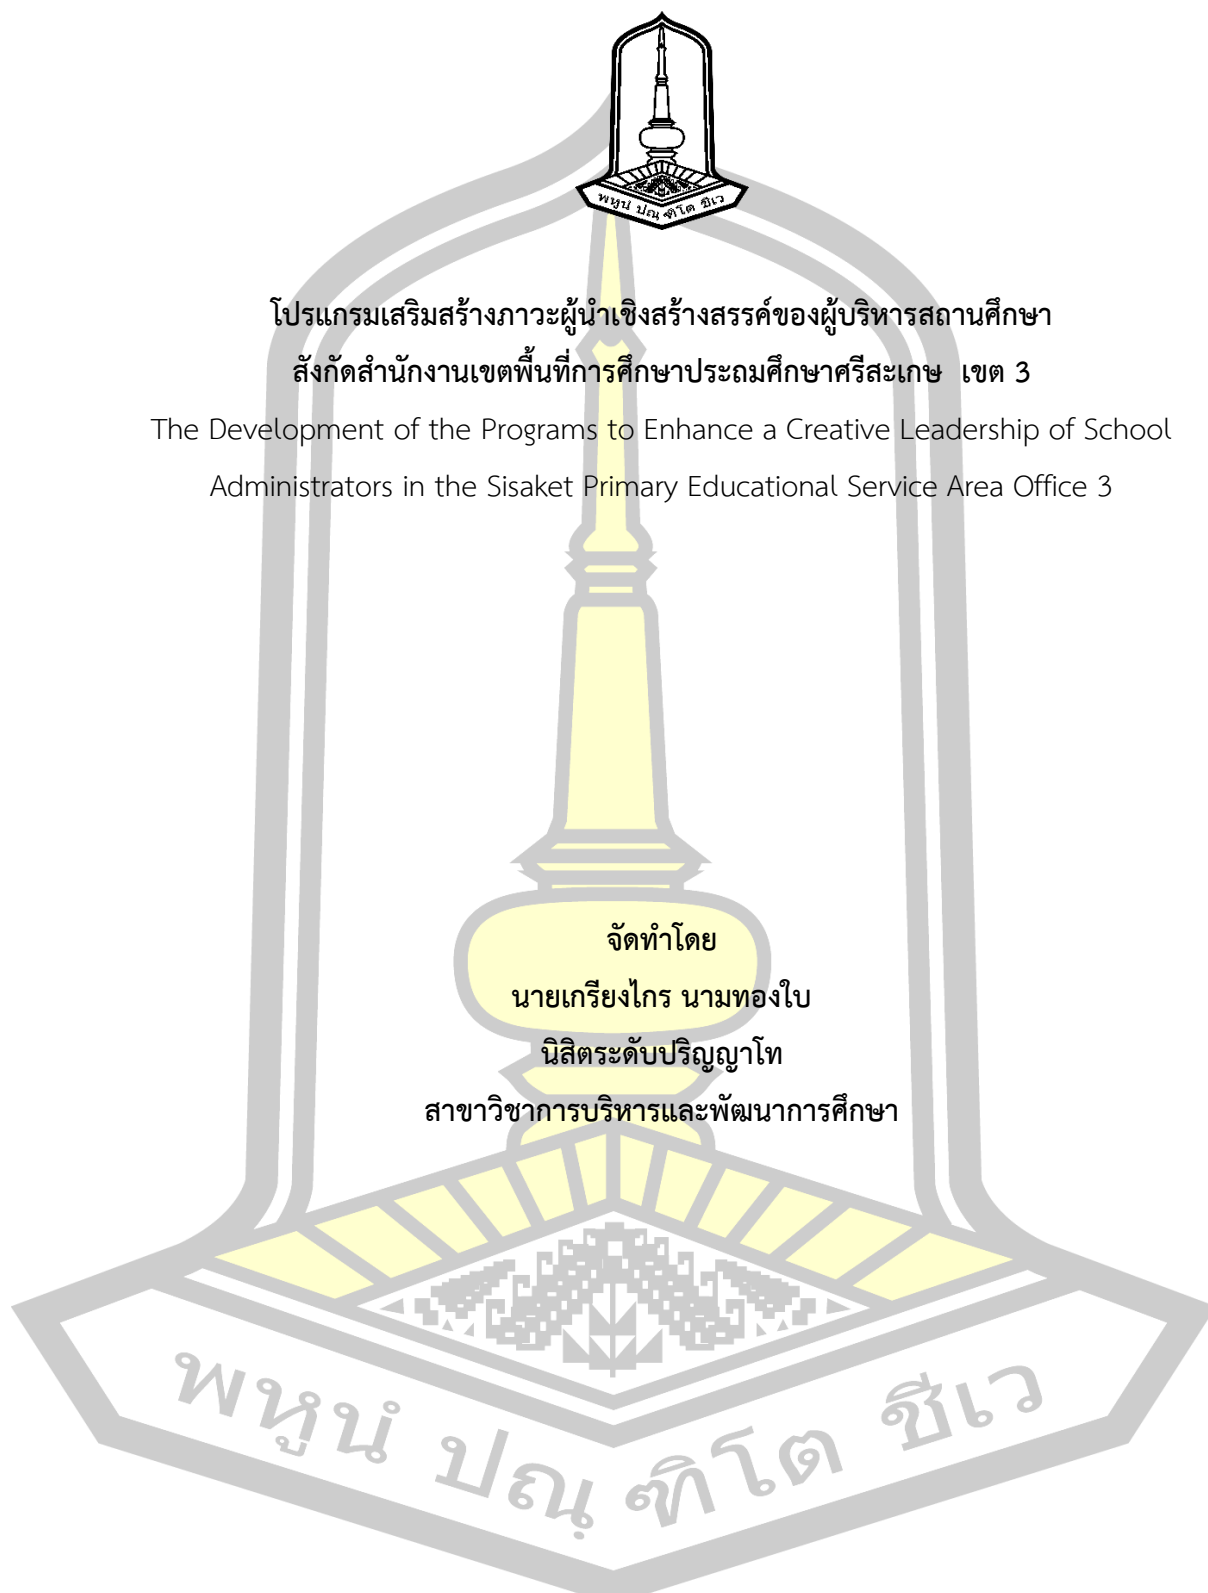 พหูนํ ปณฺฑิโต ชีเว
โปรแกรมเสริมสร้างภาวะผู้นำเชิงสร้างสรรค์ของผู้บริหารสถานศึกษา
สังกัดสำนักงานเขตพื้นที่การศึกษาประถมศึกษาศรีสะเกษ เขต 3
The Development of the Programs to Enhance a Creative Leadership of School
Administrators in the Sisaket Primary Educational Service Area Office 3
จัดทำโดย
นายเกรียงไกร นามทองใบ
นิสิตระดับปริญญาโท
สาขาวิชาการบริหารและพัฒนาการศึกษา
พหูนํ ปณฺฑิโต ชีเว